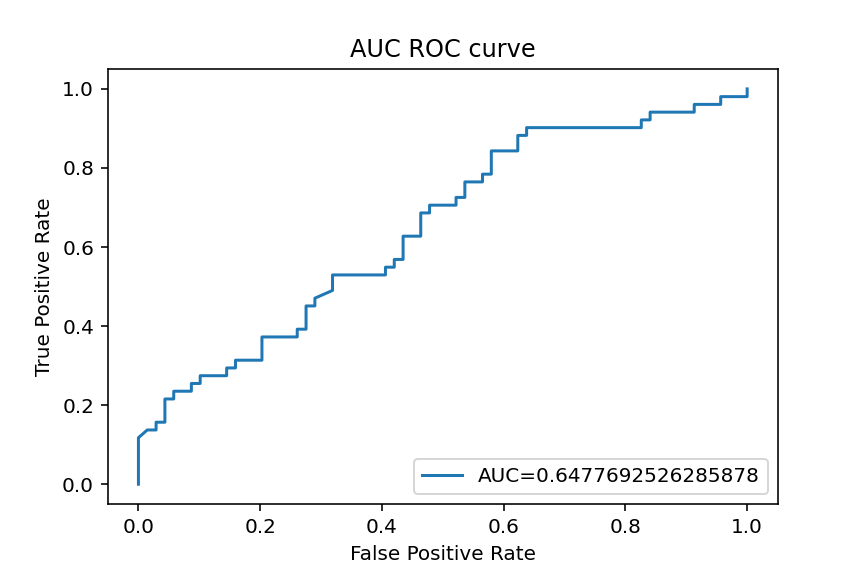 AUC ROC curve
1.0
0.8
0.6
0.4
0.2
0.0
True Positive Rate
AUC=0.6477692526285878
0.0 0.2 0.4 0.6 0.8 1.0
False Positive Rate